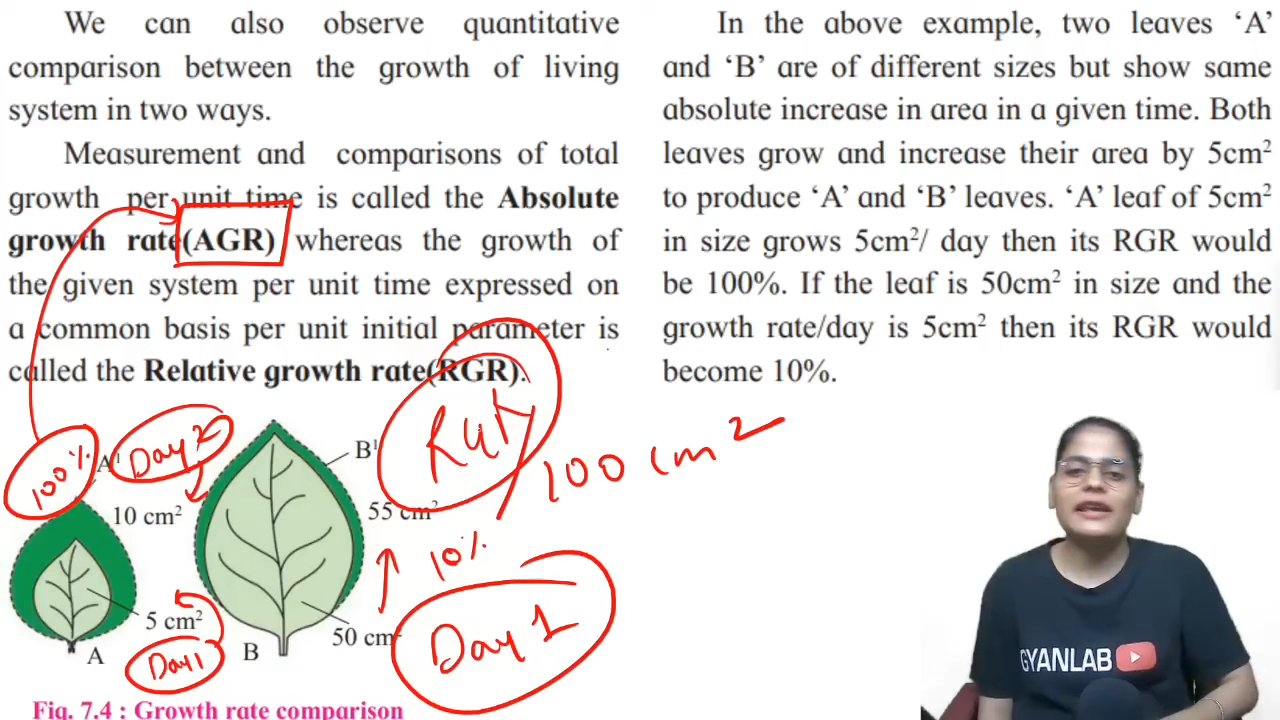 We can also observe quantitative
comparison between the growth of living
system in two ways.
Measurement and comparisons of total
growth per unit time is called the Absolute
growth rate(AGR) whereas the growth of
the given system per unit time expressed on
a common basis per unit initial parameter is
called the Relative growth rate(RGR).
100%
A¹
Day 2
10 cm²
5 cm²
Day 1
A
B¹
55 cm²
50 cm²
B
RGR
100 cm²
10%
Day 1
Fig. 7.4 : Growth rate comparison
In the above example, two leaves ‘A’
and ‘B’ are of different sizes but show same
absolute increase in area in a given time. Both
leaves grow and increase their area by 5cm²
to produce ‘A’ and ‘B’ leaves. ‘A’ leaf of 5cm²
in size grows 5cm²/ day then its RGR would
be 100%. If the leaf is 50cm² in size and the
growth rate/day is 5cm² then its RGR would
become 10%.
GYANLAB